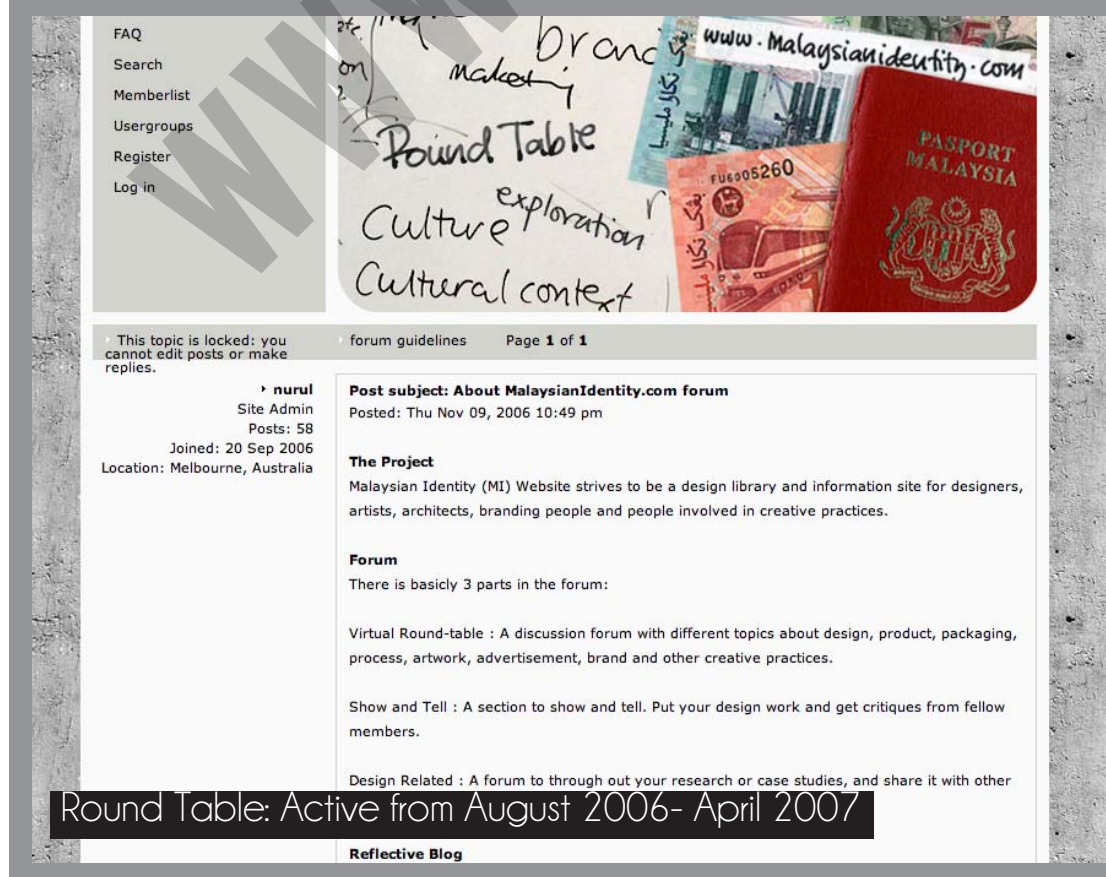 FAQ
Search
Memberlist
Usergroups
Register
Log in
etc.
brand
on
making
Round Table
exploration
Culture
Cultural context
www.malaysianidentity.com
FU6005260
PASPORT
MALAYSIA
This topic is locked: you
cannot edit posts or make
replies.
forum guidelines Page 1 of 1
nurul
Site Admin
Posts: 58
Joined: 20 Sep 2006
Location: Melbourne, Australia
Post subject: About MalaysianIdentity.com forum
Posted: Thu Nov 09, 2006 10:49 pm
The Project
Malaysian Identity (MI) Website strives to be a design library and information site for designers,
artists, architects, branding people and people involved in creative practices.
Forum
There is basicly 3 parts in the forum:
Virtual Round-table : A discussion forum with different topics about design, product, packaging,
process, artwork, advertisement, brand and other creative practices.
Show and Tell : A section to show and tell. Put your design work and get critiques from fellow
members.
Design Related : A forum to through out your research or case studies, and share it with other
Round Table: Active from August 2006- April 2007
Reflective Blog